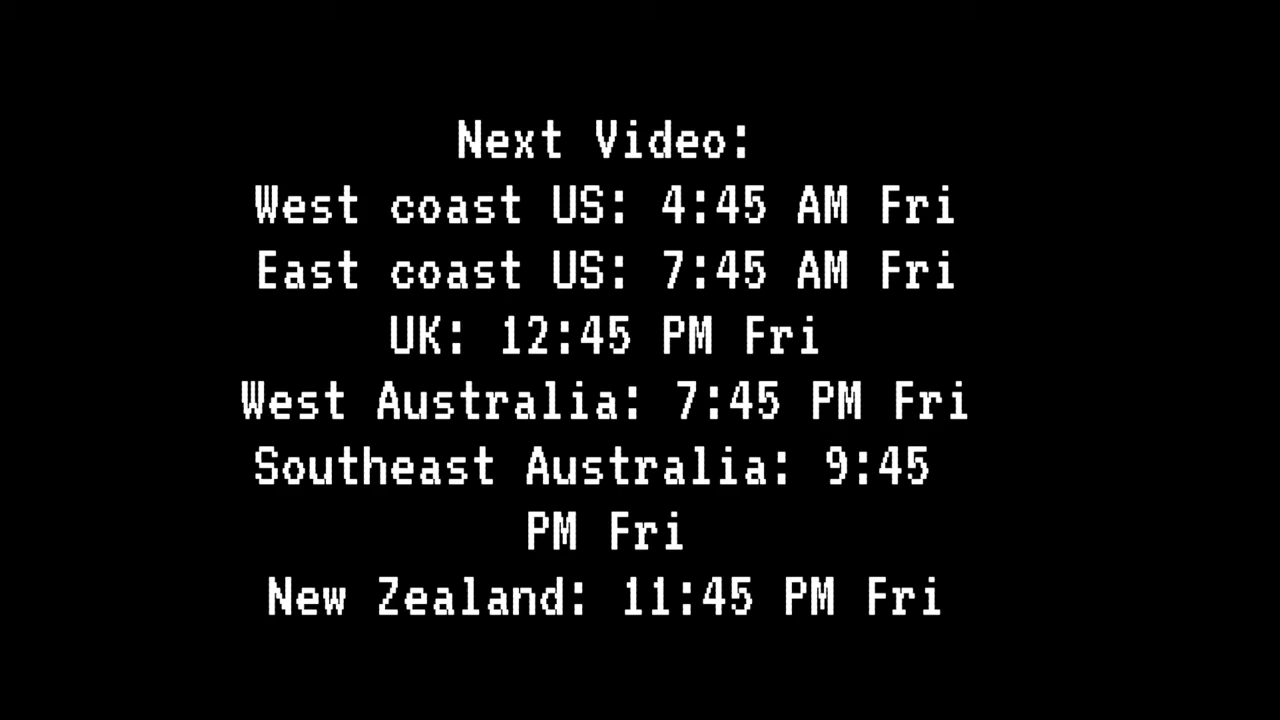 Next Video:
West coast US: 4:45 AM Fri
East coast US: 7:45 AM Fri
UK: 12:45 PM Fri
West Australia: 7:45 PM Fri
Southeast Australia: 9:45
PM Fri
New Zealand: 11:45 PM Fri